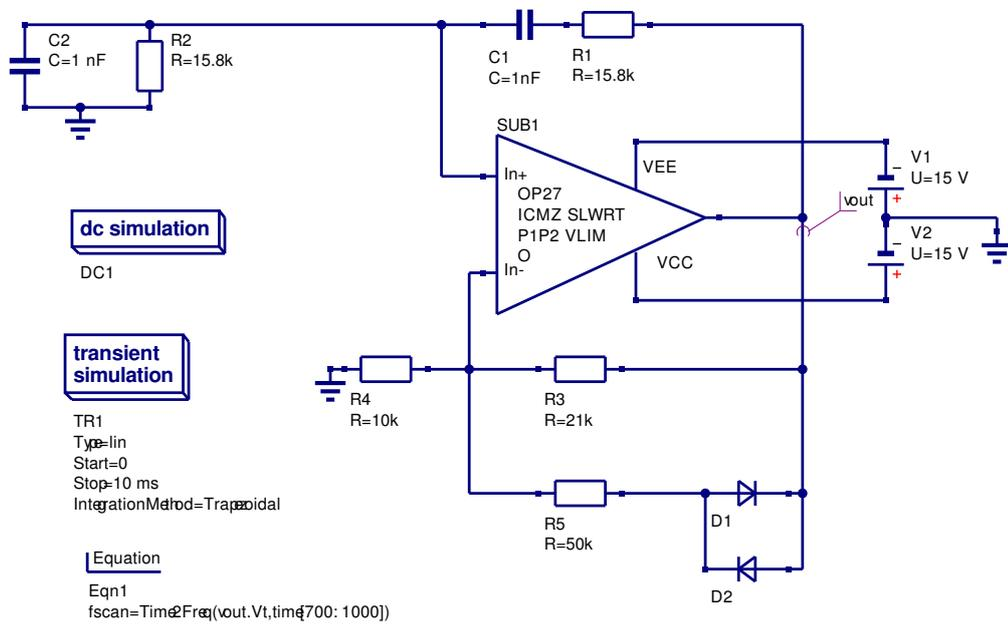 C2
C=1 nF
R2
R=15.8k
C1
C=1nF
R1
R=15.8k
SUB1
In+
OP27
ICMZ SLWRT
P1P2 VLIM
O
In-
VEE
VCC
vout
−
V1
U=15 V
+
−
V2
U=15 V
+
dc simulation
DC1
transient
simulation
TR1
Type=lin
Start=0
Stop=10 ms
IntegrationMethod=Trapezoidal
R4
R=10k
R3
R=21k
R5
R=50k
D1
D2
Equation
Eqn1
fscan=Time2Freq(vout.Vt,time[700:1000])